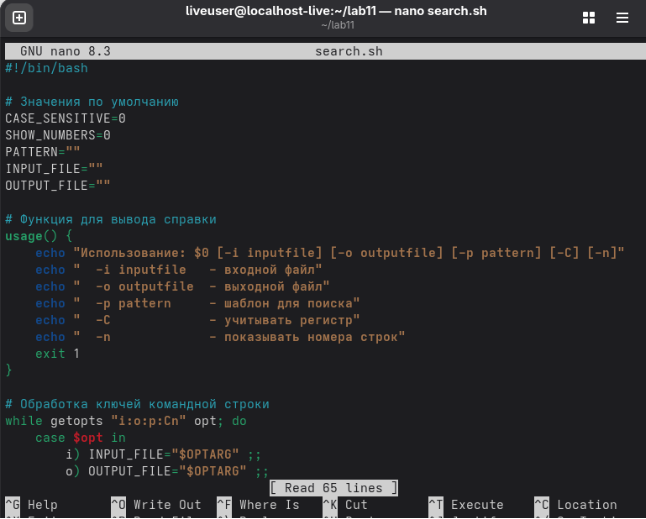 liveuser@localhost-live:~/lab11 — nano search.sh
~/lab11
GNU nano 8.3 search.sh
#!/bin/bash

# Значения по умолчанию
CASE_SENSITIVE=0
SHOW_NUMBERS=0
PATTERN=""
INPUT_FILE=""
OUTPUT_FILE=""

# Функция для вывода справки
usage() {
    echo "Использование: $0 [-i inputfile] [-o outputfile] [-p pattern] [-C] [-n]"
    echo "  -i inputfile   - входной файл"
    echo "  -o outputfile  - выходной файл"
    echo "  -p pattern     - шаблон для поиска"
    echo "  -C             - учитывать регистр"
    echo "  -n             - показывать номера строк"
    exit 1
}

# Обработка ключей командной строки
while getopts "i:o:p:Cn" opt; do
    case $opt in
        i) INPUT_FILE="$OPTARG" ;;
        o) OUTPUT_FILE="$OPTARG" ;;
[ Read 65 lines ]
^G Help ^O Write Out ^F Where Is ^K Cut ^T Execute ^C Location